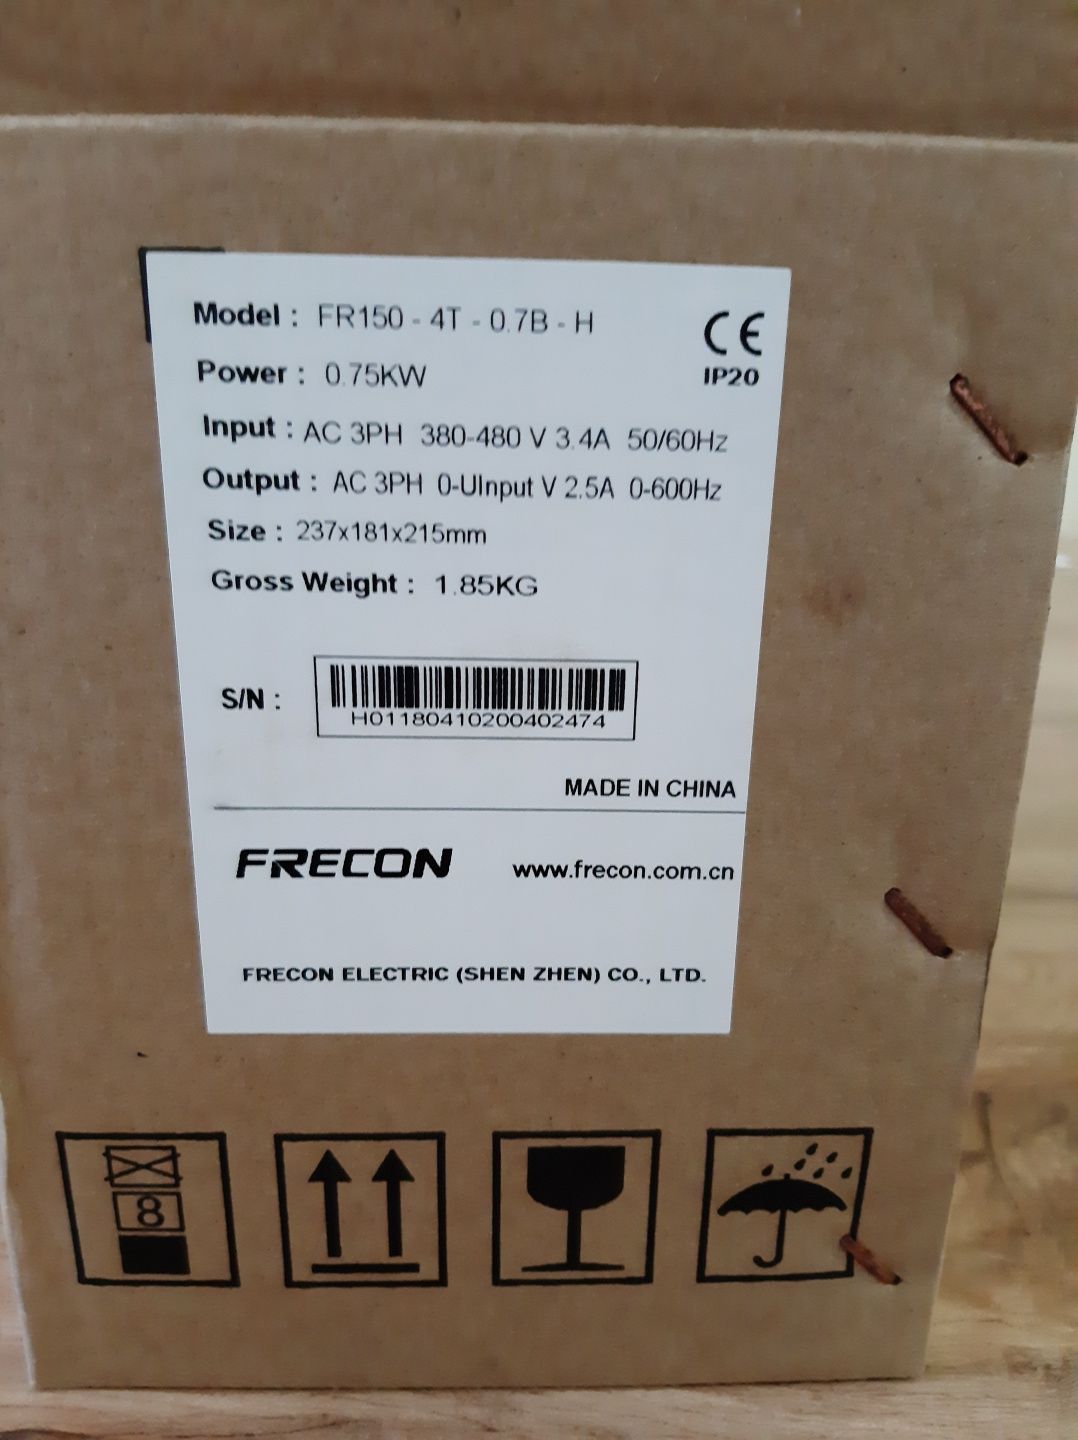 Model : FR150 - 4T - 0.7B - H
CE
Power : 0.75KW
IP20
Input : AC 3PH 380-480 V 3.4A 50/60Hz
Output : AC 3PH 0-UInput V 2.5A 0-600Hz
Size : 237x181x215mm
Gross Weight : 1.85KG
S/N :
H01180410200402474
MADE IN CHINA
FRECON www.frecon.com.cn
FRECON ELECTRIC (SHEN ZHEN) CO., LTD.
8